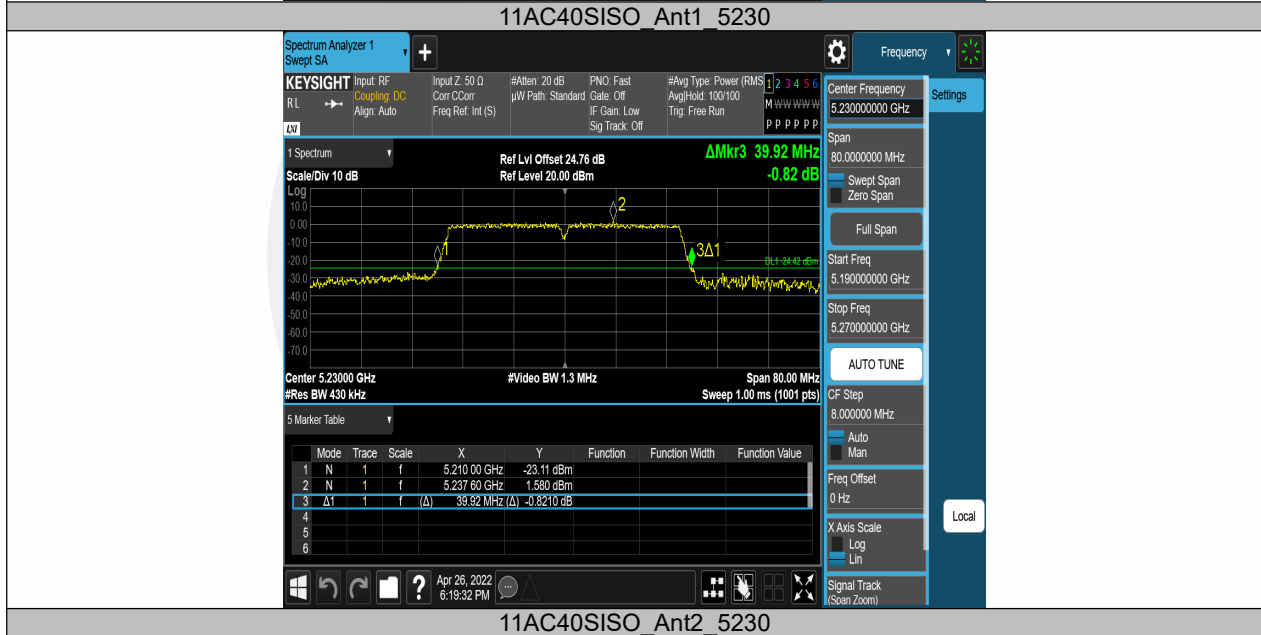 11AC40SISO_Ant1_5230
Spectrum Analyzer 1
Swept SA
+
Frequency
KEYSIGHT
RL
LXI
Input: RF
Coupling: DC
Align: Auto
Input Z: 50 Ω
Corr CCorr
Freq Ref: Int (S)
#Atten: 20 dB
µW Path: Standard
PNO: Fast
Gate: Off
IF Gain: Low
Sig Track: Off
#Avg Type: Power (RMS
Avg|Hold: 100/100
Trig: Free Run
1 2 3 4 5 6
M W W W W W
P P P P P P
Center Frequency
5.230000000 GHz
Settings
Span
80.0000000 MHz
Swept Span
Zero Span
Full Span
Start Freq
5.190000000 GHz
Stop Freq
5.270000000 GHz
AUTO TUNE
CF Step
8.000000 MHz
Auto
Man
Freq Offset
0 Hz
X Axis Scale
Log
Lin
Signal Track
(Span Zoom)
Local
1 Spectrum
Scale/Div 10 dB
Ref Lvl Offset 24.76 dB
Ref Level 20.00 dBm
ΔMkr3 39.92 MHz
-0.82 dB
Log
10.0
0.00
-10.0
-20.0
-30.0
-40.0
-50.0
-60.0
-70.0
1
2
3Δ1
DL1 -24.42 dBm
Center 5.23000 GHz
#Video BW 1.3 MHz
Span 80.00 MHz
#Res BW 430 kHz
Sweep 1.00 ms (1001 pts)
5 Marker Table
Mode Trace Scale X Y Function Function Width Function Value
1 N 1 f 5.210 00 GHz -23.11 dBm
2 N 1 f 5.237 60 GHz 1.580 dBm
3 Δ1 1 f (Δ) 39.92 MHz (Δ) -0.8210 dB
4
5
6
?
Apr 26, 2022
6:19:32 PM
11AC40SISO_Ant2_5230